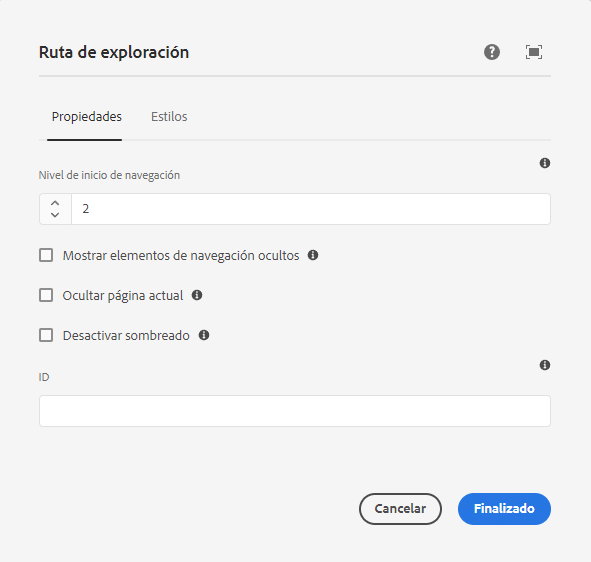 Ruta de exploración
Propiedades Estilos
Nivel de inicio de navegación
2
Mostrar elementos de navegación ocultos
Ocultar página actual
Desactivar sombreado
ID
Cancelar Finalizado